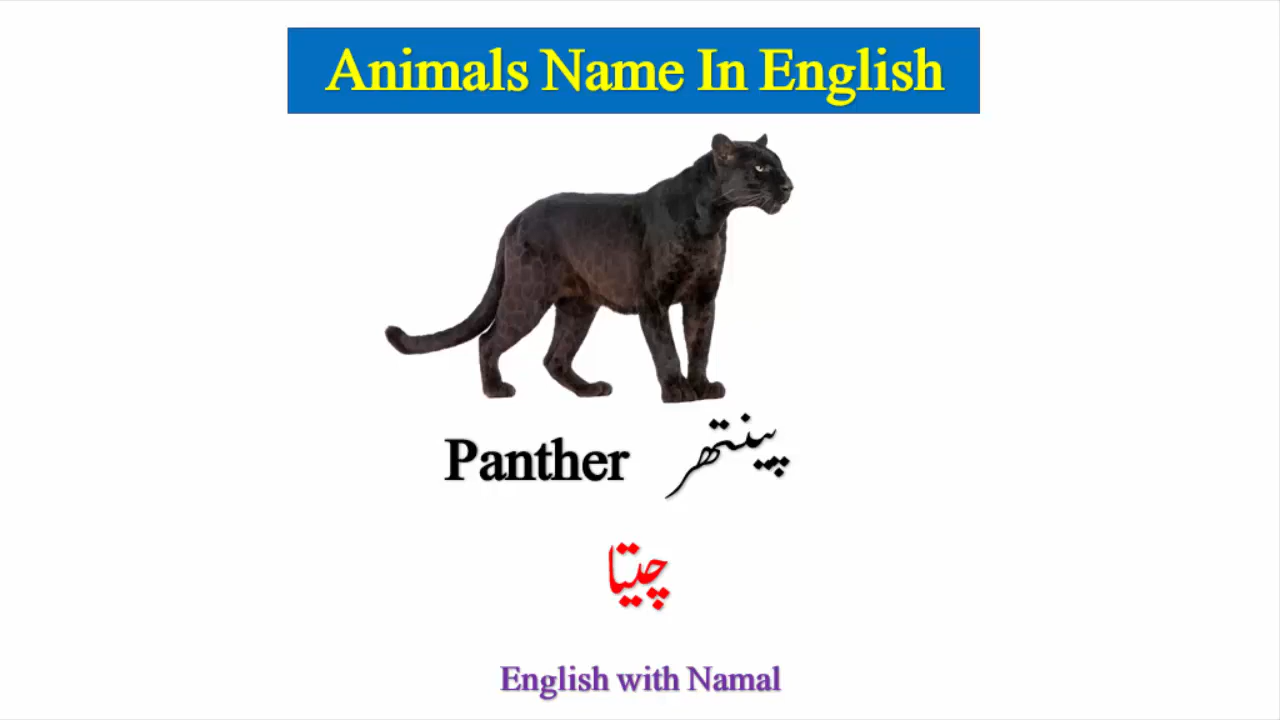 Animals Name In English
Panther پینتھر
چیتا
English with Namal